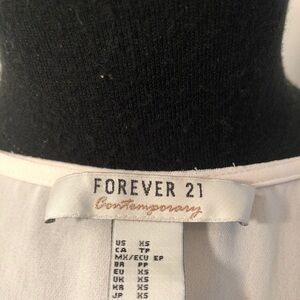 FOREVER 21
Contemporary
US XS
CA TP
MX/ECU EP
BR PP
EU XS
UK XS
KR XS
JP XS